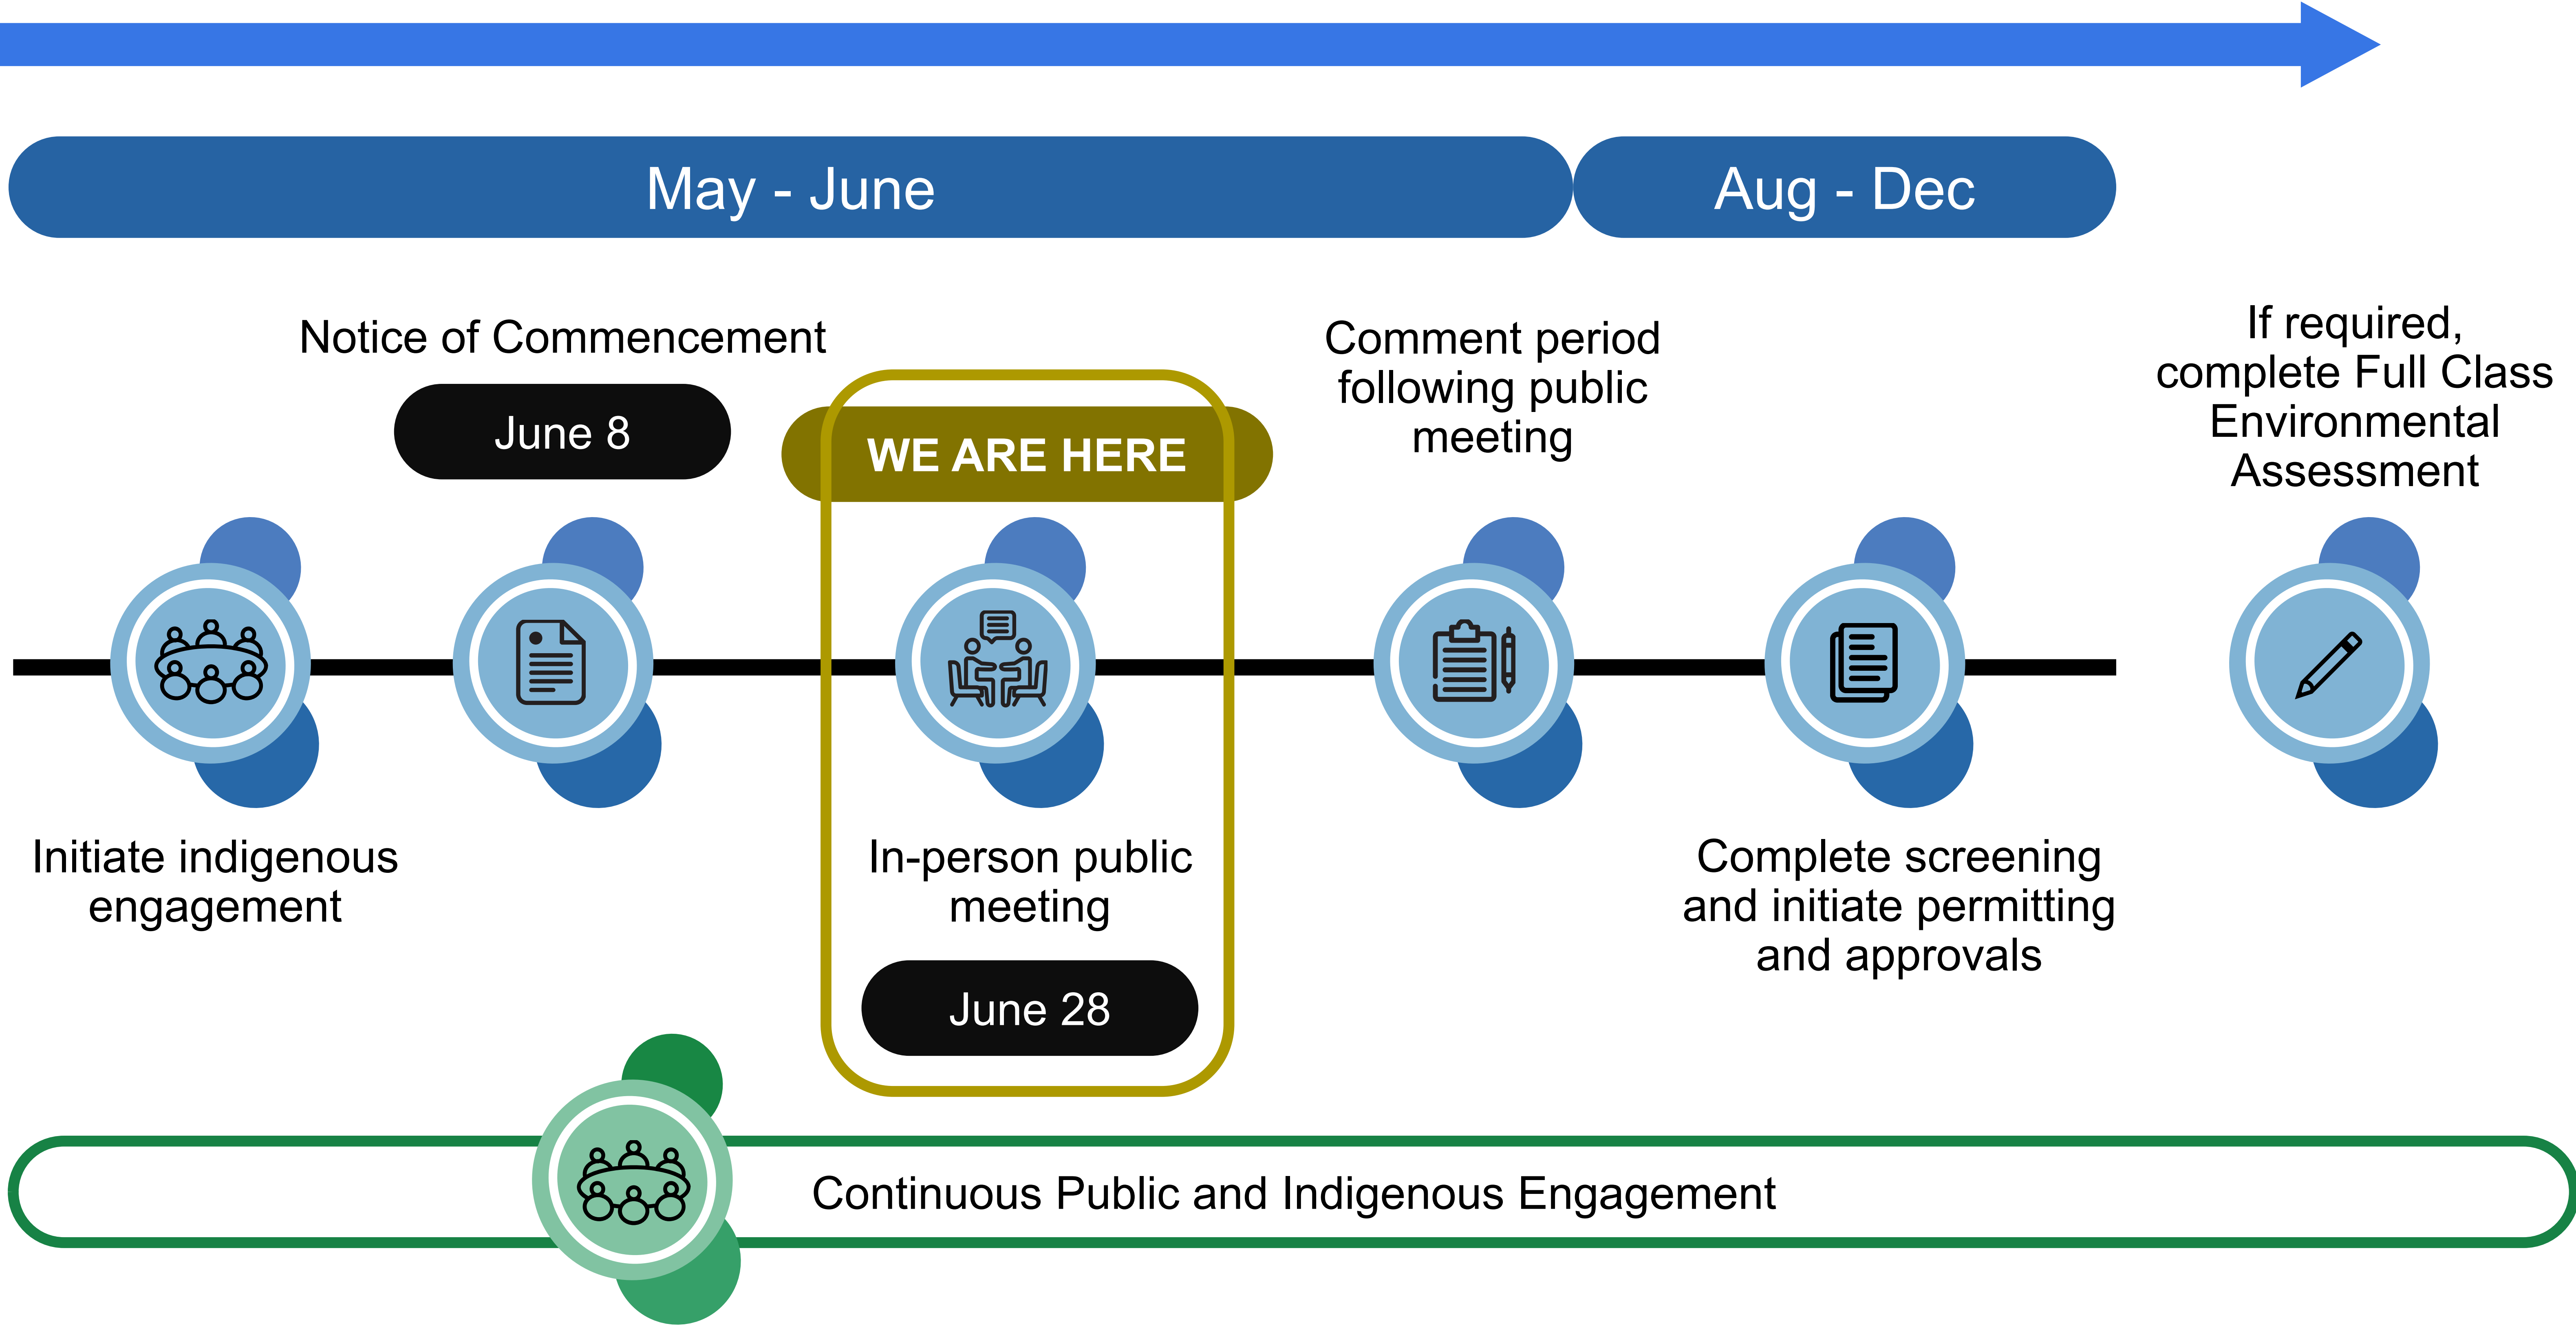 May - June
Aug - Dec
Notice of Commencement
June 8
WE ARE HERE
Comment period
following public
meeting
If required,
complete Full Class
Environmental
Assessment
Initiate indigenous
engagement
In-person public
meeting
June 28
Complete screening
and initiate permitting
and approvals
Continuous Public and Indigenous Engagement